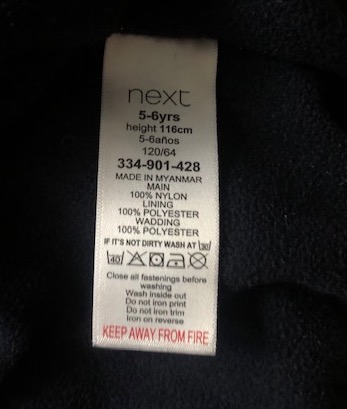 next
5-6yrs
height 116cm
5-6años
120/64
334-901-428
MADE IN MYANMAR
MAIN
100% NYLON
LINING
100% POLYESTER
WADDING
100% POLYESTER
IF IT'S NOT DIRTY WASH AT 30
40
Close all fastenings before
washing
Wash inside out
Do not iron print
Do not iron trim
Iron on reverse
KEEP AWAY FROM FIRE